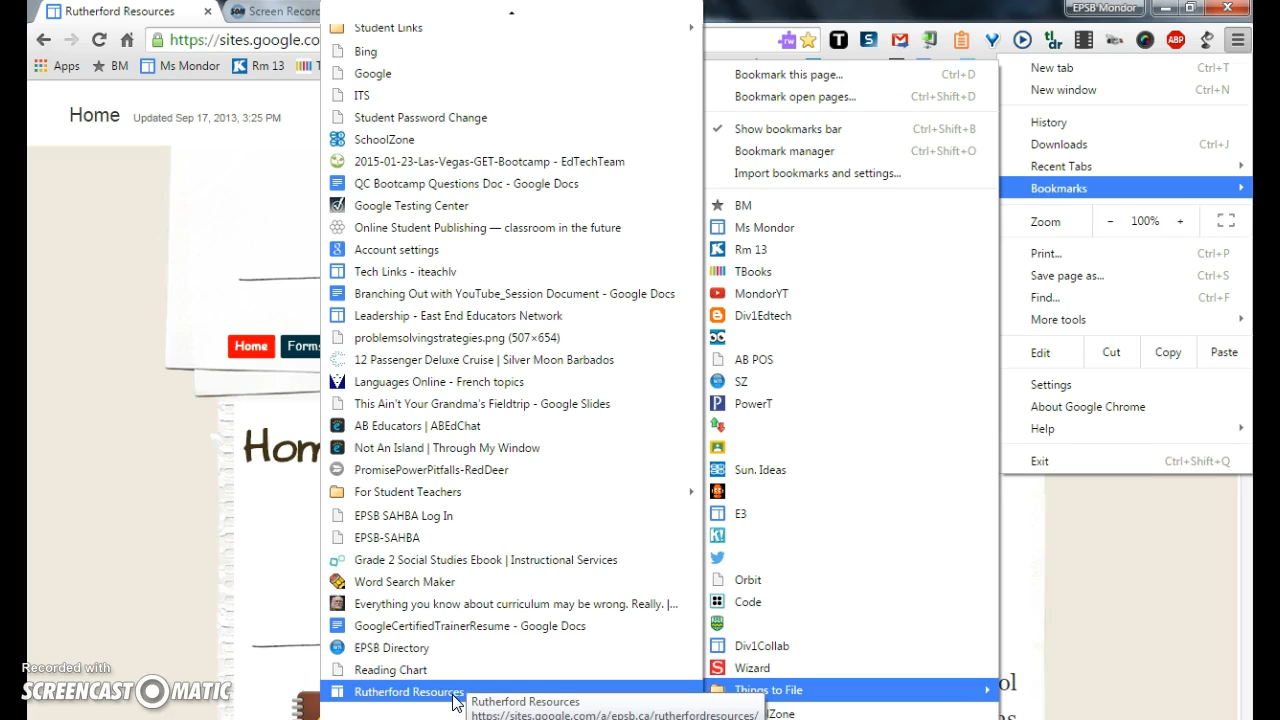 Rutherford Resources
Screen Recor
EPSB Mondor
https://sites.google.co
Apps
BM
Ms Mondor
Rm 13
Home
Updated Sep 17, 2013, 3:25 PM
Home
Form
Hom
Student Links
Bing
Google
ITS
Student Password Change
SchoolZone
2015-01-23-Las-Vegas-GET-Bootcamp - EdTechTeam
QC Bootcamp Questions Doc - Google Docs
Google Testing Center
Online Student Publishing — classroom in the future
Account settings
Tech Links - iteachlv
Branching Out with YouTube_Session Document - Google Docs
Leadership - East End Educators Network
problemsolvingstrategies.png (507×654)
12 Passenger Deluxe Cruise | Silver Moon Barbados
Languages Online - French topics
This Ain't Your Grandma's Fieldtrip - Google Slides
AB Educators | ABEdChat
Not An Island | Through My Window
PromisePowerPitfalls-RedDeer
For Student Teachers
EPSB SAHBA Log In
EPSB-SAHBA
Grade 2 Social Studies Ebook | Instructional Services
Word Search Maker
Everything you know about curriculum may be wrong. Really. |...
GoogleCertifiedTrainerResume - Google Docs
EPSB Directory
Reading Chart
Rutherford Resources
Rutherford Resources
https://sites.google.com/a/epsb.ca/rutherfordresources/
Bookmark this page... Ctrl+D
Bookmark open pages... Ctrl+Shift+D
Show bookmarks bar Ctrl+Shift+B
Bookmark manager Ctrl+Shift+O
Import bookmarks and settings...
BM
Ms Mondor
Rm 13
TBooks
MondorYT
Div1Edtech
AB POS
SZ
PowerT
Sun. Ideas
E3
Orbit
Code
Div1Collab
Wizard
Things to File
lZone
New tab Ctrl+T
New window Ctrl+N
History
Downloads Ctrl+J
Recent Tabs
Bookmarks
Zoom - 100% +
Print... Ctrl+P
Save page as... Ctrl+S
Find... Ctrl+F
More tools
Edit Cut Copy Paste
Settings
About Google Chrome
Help
Exit Ctrl+Shift+Q
ol
Recorded with
SCREENCAST MATIC